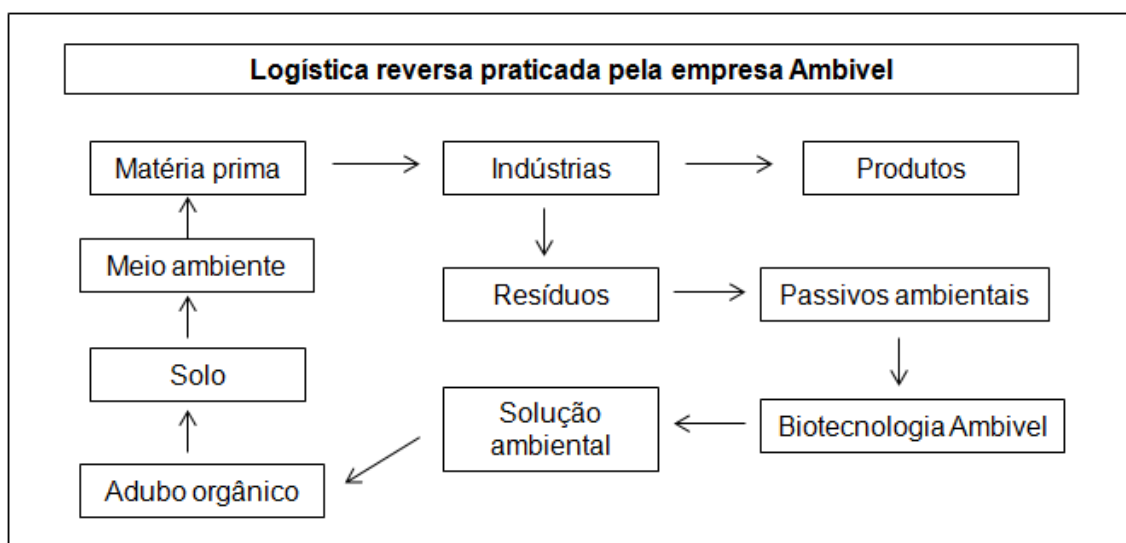 Logística reversa praticada pela empresa Ambivel
Matéria prima
Indústrias
Produtos
Meio ambiente
Resíduos
Passivos ambientais
Solo
Solução
ambiental
Biotecnologia Ambivel
Adubo orgânico